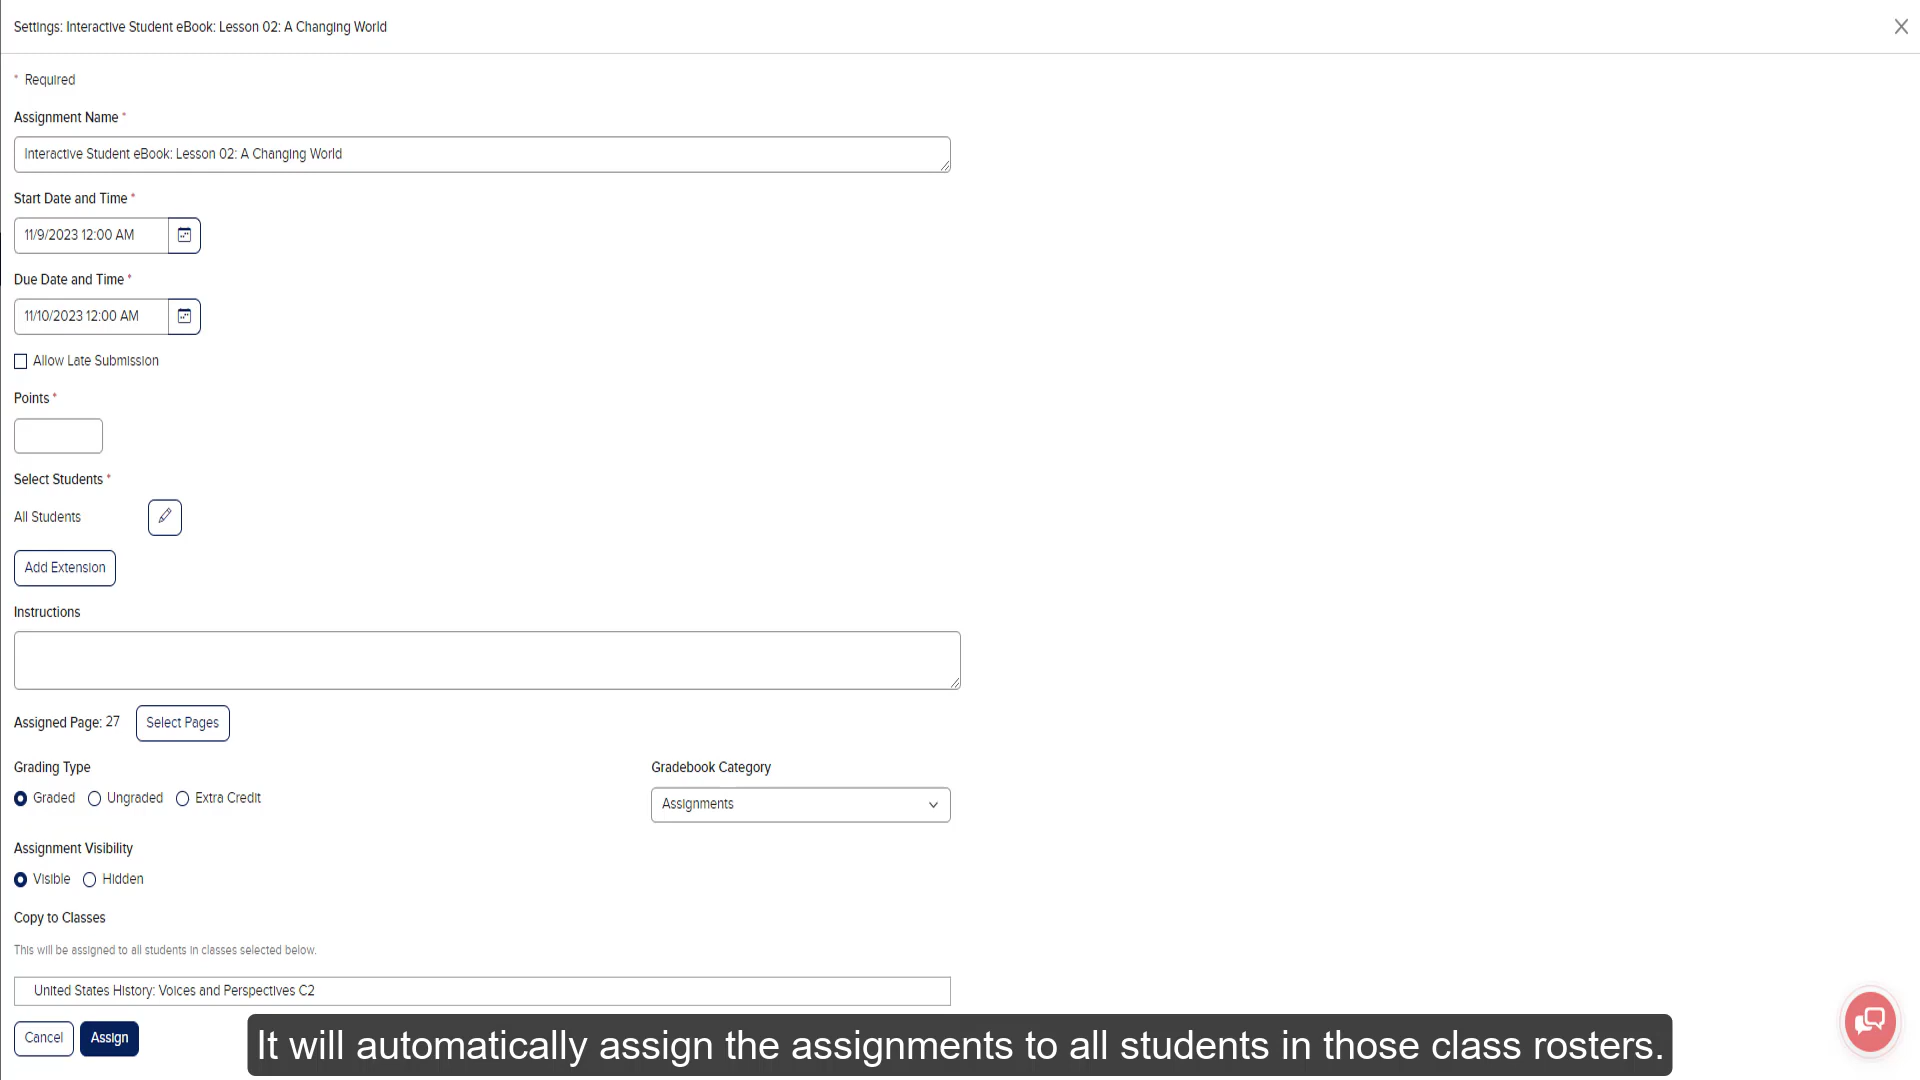 Settings: Interactive Student eBook: Lesson 02: A Changing World
* Required
Assignment Name *
Interactive Student eBook: Lesson 02: A Changing World
Start Date and Time *
11/9/2023 12:00 AM
Due Date and Time *
11/10/2023 12:00 AM
Allow Late Submission
Points *
Select Students *
All Students
Add Extension
Instructions
Assigned Page: 27 Select Pages
Grading Type Gradebook Category
Graded Ungraded Extra Credit
Assignments
Assignment Visibility
Visible Hidden
Copy to Classes
This will be assigned to all students in classes selected below.
United States History: Voices and Perspectives C2
Cancel Assign
It will automatically assign the assignments to all students in those class rosters.